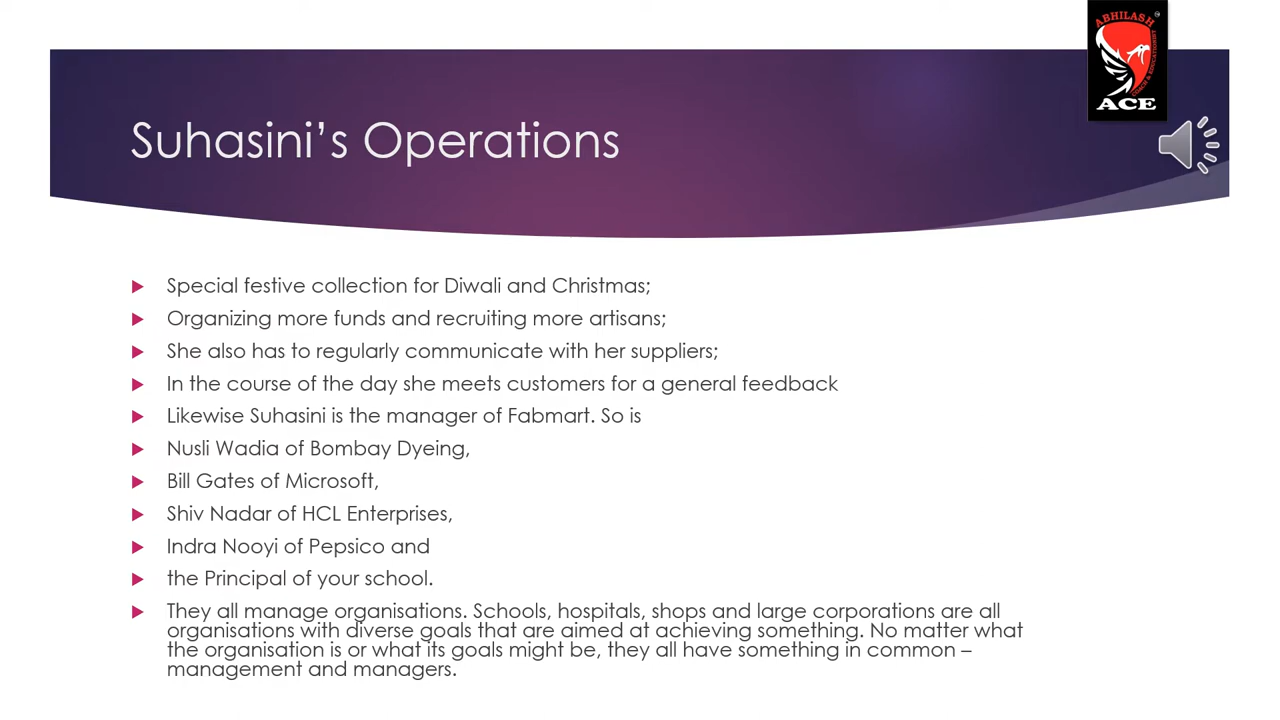 ABHILASH
COACH & EDUCATIONIST
ACE
Suhasini’s Operations
Special festive collection for Diwali and Christmas;
Organizing more funds and recruiting more artisans;
She also has to regularly communicate with her suppliers;
In the course of the day she meets customers for a general feedback
Likewise Suhasini is the manager of Fabmart. So is
Nusli Wadia of Bombay Dyeing,
Bill Gates of Microsoft,
Shiv Nadar of HCL Enterprises,
Indra Nooyi of Pepsico and
the Principal of your school.
They all manage organisations. Schools, hospitals, shops and large corporations are all
organisations with diverse goals that are aimed at achieving something. No matter what
the organisation is or what its goals might be, they all have something in common –
management and managers.